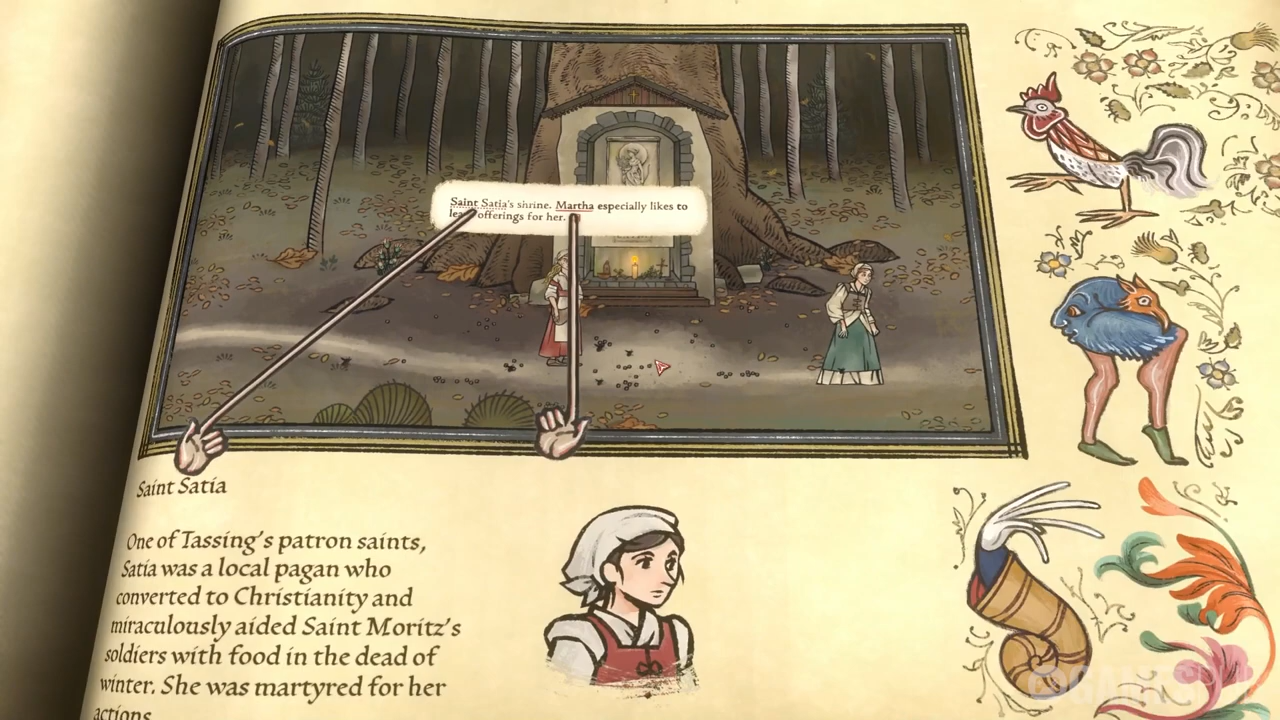 Saint Satia's shrine. Martha especially likes to
offerings for her.
Saint Satia
One of Tassing's patron saints,
Satia was a local pagan who
converted to Christianity and
miraculously aided Saint Moritz's
soldiers with food in the dead of
winter. She was martyred for her
actions